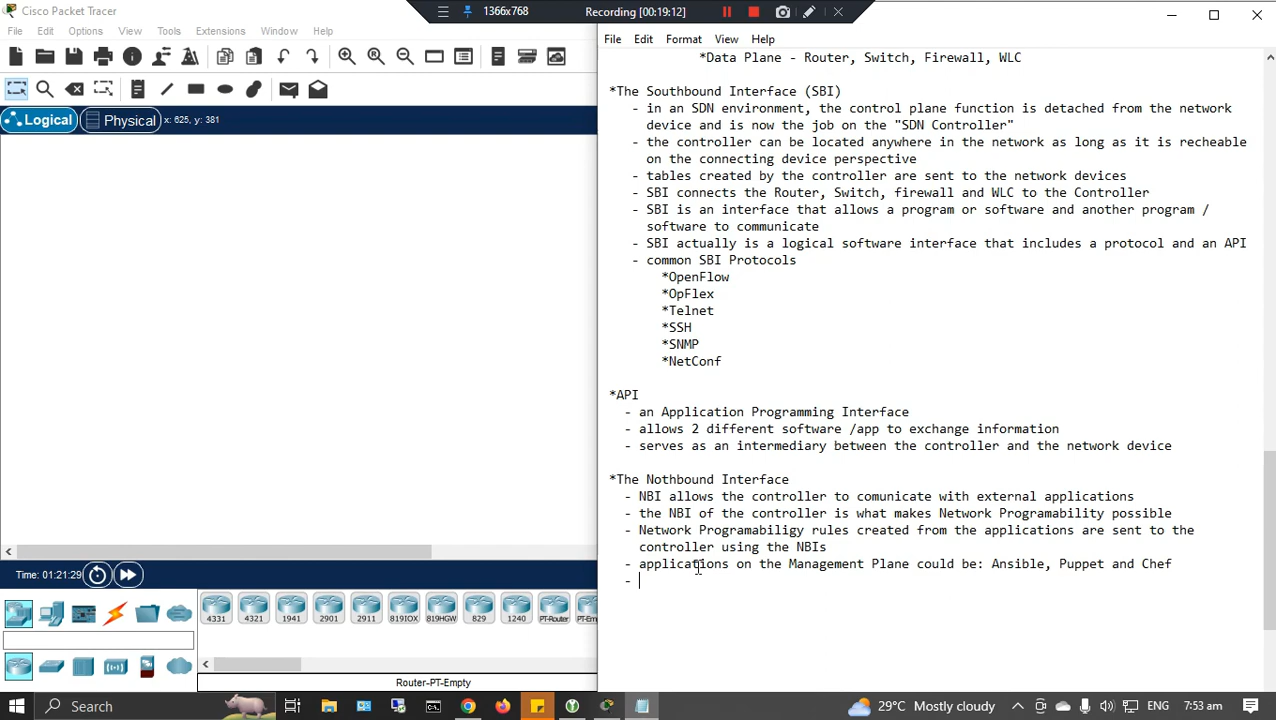 Cisco Packet Tracer
1366x768
Recording [00:19:12]
File Edit Options View Tools Extensions Window Help
File Edit Format View Help
*Data Plane - Router, Switch, Firewall, WLC
*The Southbound Interface (SBI)
- in an SDN environment, the control plane function is detached from the network
device and is now the job on the "SDN Controller"
- the controller can be located anywhere in the network as long as it is recheable
on the connecting device perspective
- tables created by the controller are sent to the network devices
- SBI connects the Router, Switch, firewall and WLC to the Controller
- SBI is an interface that allows a program or software and another program /
software to communicate
- SBI actually is a logical software interface that includes a protocol and an API
- common SBI Protocols
*OpenFlow
*OpFlex
*Telnet
*SSH
*SNMP
*NetConf
*API
- an Application Programming Interface
- allows 2 different software /app to exchange information
- serves as an intermediary between the controller and the network device
*The Nothbound Interface
- NBI allows the controller to comunicate with external applications
- the NBI of the controller is what makes Network Programability possible
- Network Programabiligy rules created from the applications are sent to the
controller using the NBIs
- applications on the Management Plane could be: Ansible, Puppet and Chef
-
Logical Physical x: 625, y: 381
Time: 01:21:29
4331 4321 1941 2901 2911 819IOX 819HGW 829 1240 PT-Router
Router-PT-Empty
Search
29°C Mostly cloudy
ENG
7:53 am